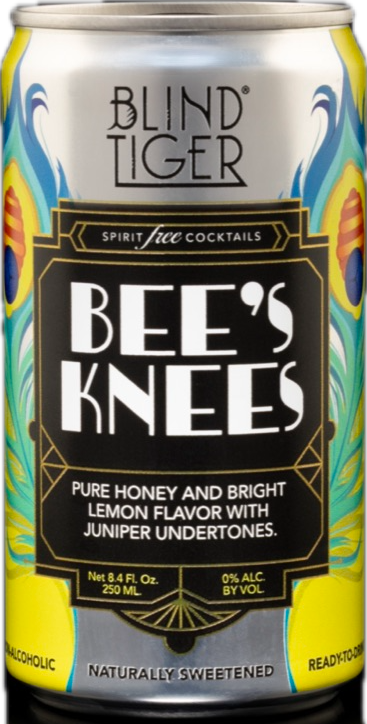 BLIND®
TIGER
SPIRIT free COCKTAILS
BEE'S
KNEES
PURE HONEY AND BRIGHT
LEMON FLAVOR WITH
JUNIPER UNDERTONES.
Net 8.4 Fl. Oz.
250 ML.
0% ALC.
BY VOL.
NATURALLY SWEETENED